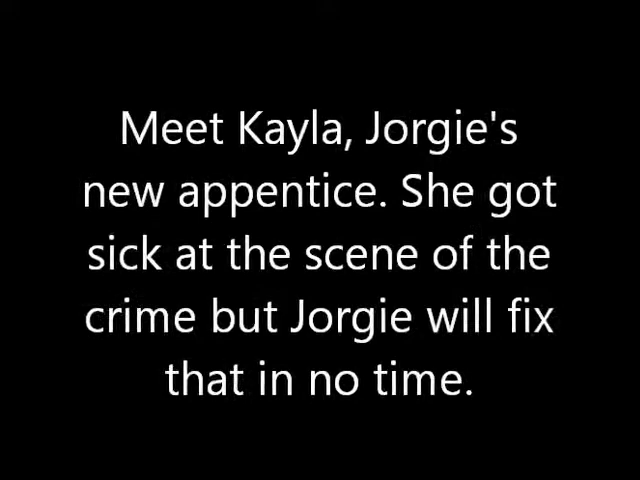 Meet Kayla, Jorgie's
new appentice. She got
sick at the scene of the
crime but Jorgie will fix
that in no time.